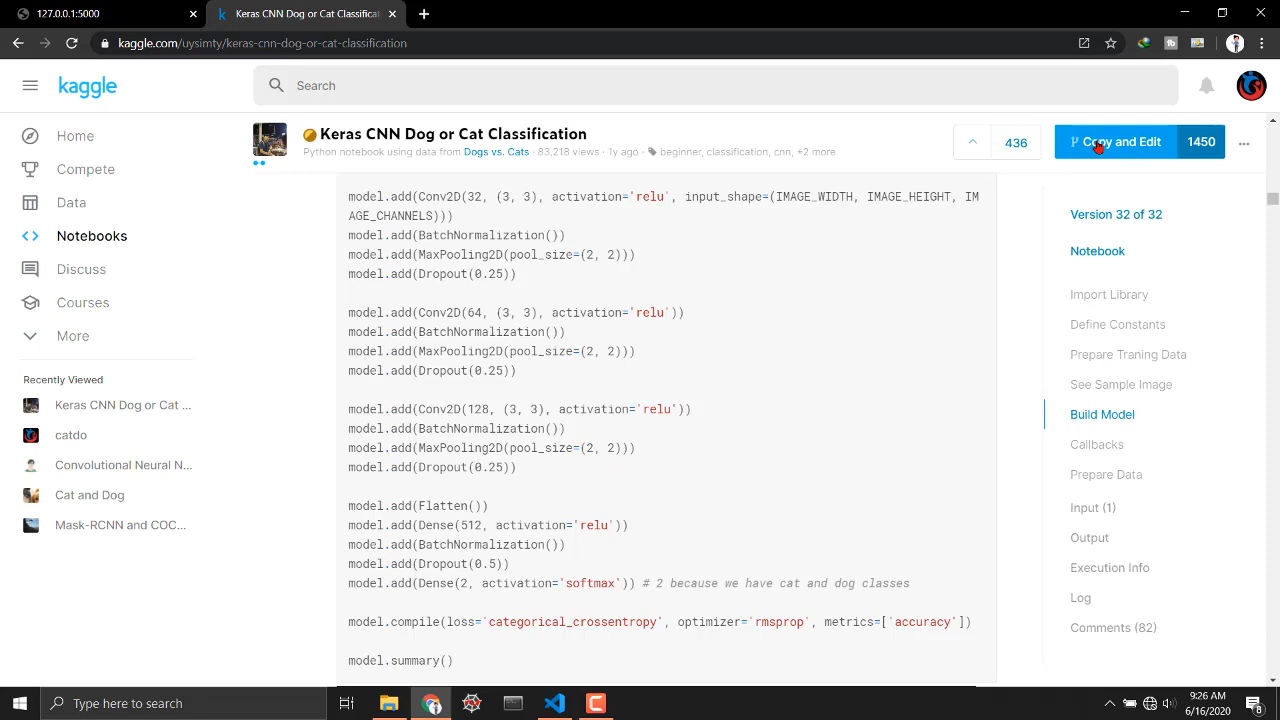 127.0.0.1:5000
Keras CNN Dog or Cat Classificat
kaggle.com/uysimty/keras-cnn-dog-or-cat-classification
kaggle
Search
Home
Compete
Data
Notebooks
Discuss
Courses
More
Recently Viewed
Keras CNN Dog or Cat ...
catdo
Convolutional Neural N...
Cat and Dog
Mask-RCNN and COC...
Keras CNN Dog or Cat Classification
Python notebook using data from Dogs vs. Cats · 83,218 views · 1y ago · beginner, classification, cnn, +2 more
436
Copy and Edit
1450
model.add(Conv2D(32, (3, 3), activation='relu', input_shape=(IMAGE_WIDTH, IMAGE_HEIGHT, IM
AGE_CHANNELS)))
model.add(BatchNormalization())
model.add(MaxPooling2D(pool_size=(2, 2)))
model.add(Dropout(0.25))
model.add(Conv2D(64, (3, 3), activation='relu'))
model.add(BatchNormalization())
model.add(MaxPooling2D(pool_size=(2, 2)))
model.add(Dropout(0.25))
model.add(Conv2D(128, (3, 3), activation='relu'))
model.add(BatchNormalization())
model.add(MaxPooling2D(pool_size=(2, 2)))
model.add(Dropout(0.25))
model.add(Flatten())
model.add(Dense(512, activation='relu'))
model.add(BatchNormalization())
model.add(Dropout(0.5))
model.add(Dense(2, activation='softmax')) # 2 because we have cat and dog classes
model.compile(loss='categorical_crossentropy', optimizer='rmsprop', metrics=['accuracy'])
model.summary()
Version 32 of 32
Notebook
Import Library
Define Constants
Prepare Traning Data
See Sample Image
Build Model
Callbacks
Prepare Data
Input (1)
Output
Execution Info
Log
Comments (82)
Type here to search
9:26 AM
6/16/2020
8